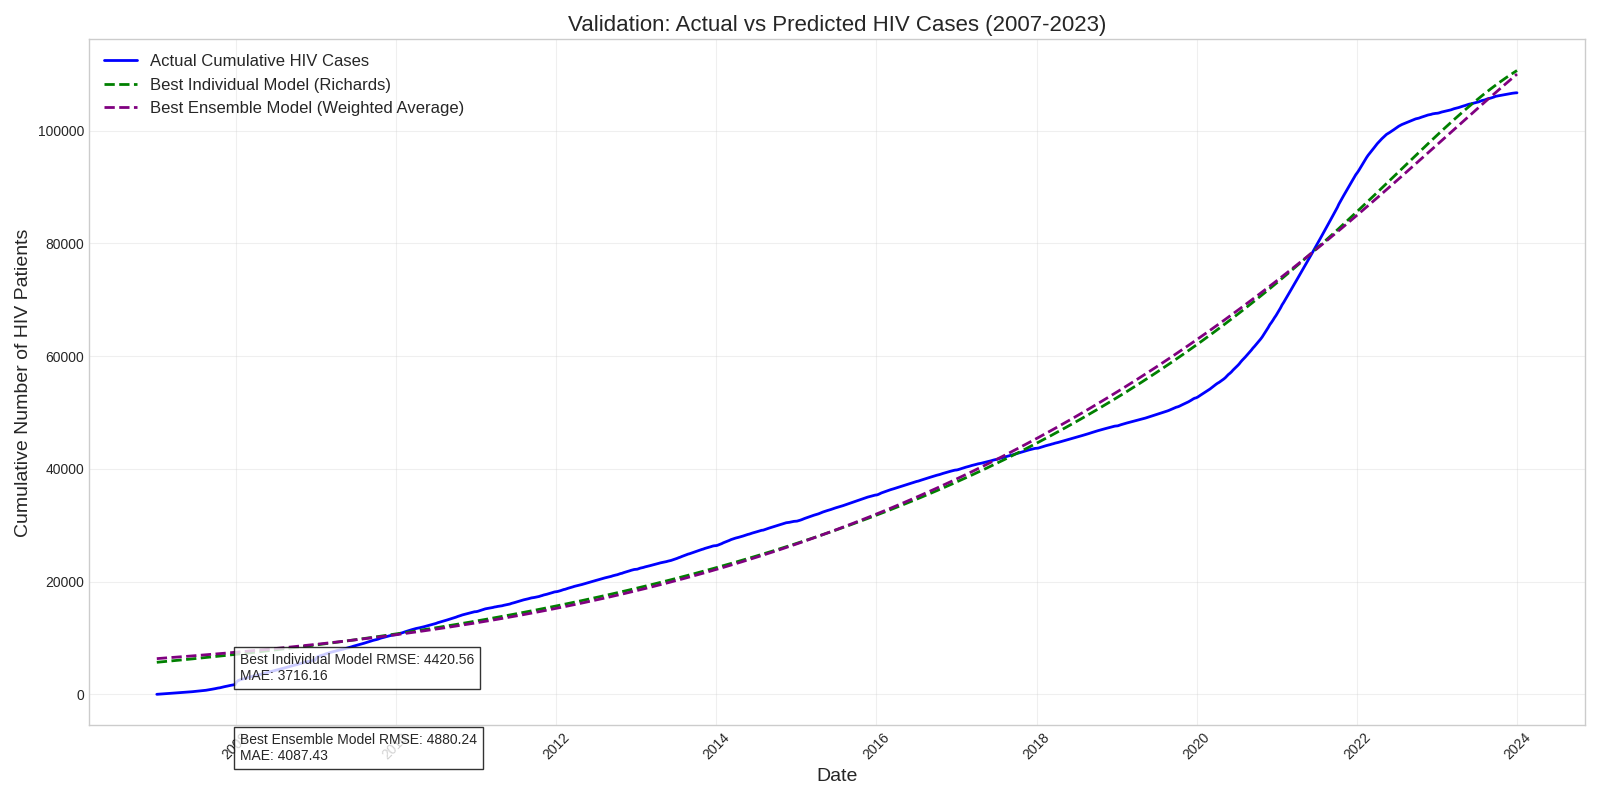 Validation: Actual vs Predicted HIV Cases (2007-2023)
Actual Cumulative HIV Cases
Best Individual Model (Richards)
Best Ensemble Model (Weighted Average)
Cumulative Number of HIV Patients
100000
80000
60000
40000
20000
0
Best Individual Model RMSE: 4420.56
MAE: 3716.16
Best Ensemble Model RMSE: 4880.24
MAE: 4087.43
2012
2014
2016
2018
2020
2022
2024
Date